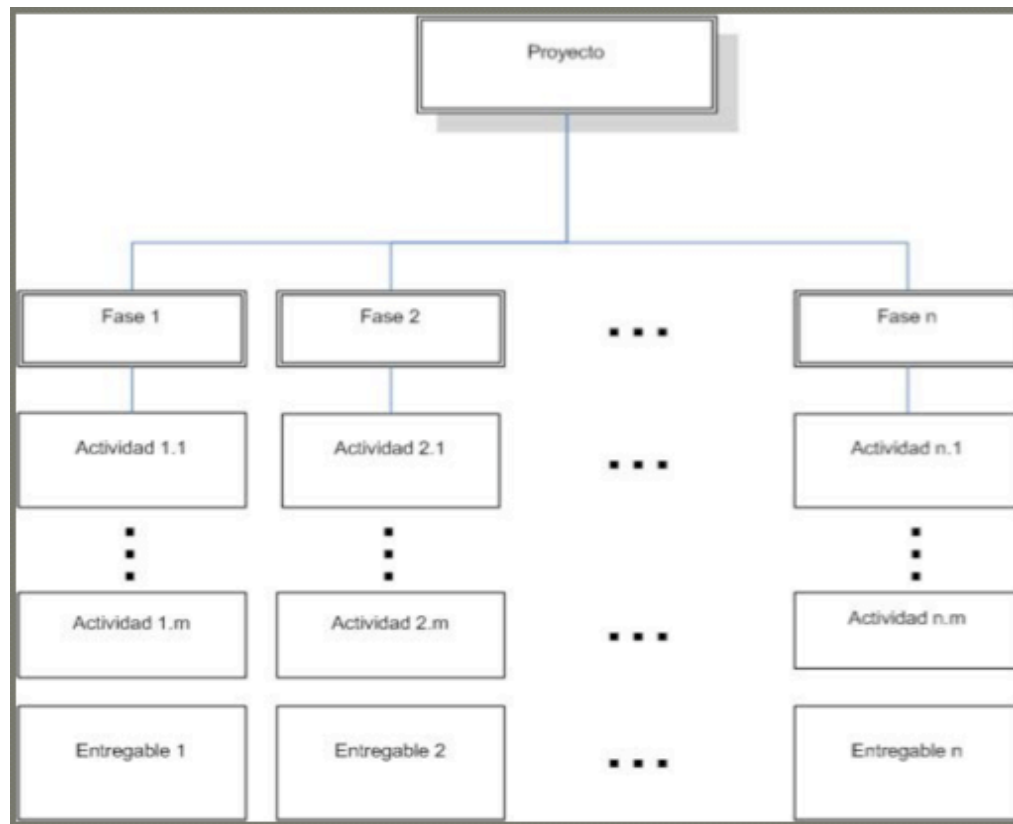 Proyecto
Fase 1
Fase 2
Fase n
Actividad 1.1
Actividad 2.1
Actividad n.1
Actividad 1.m
Actividad 2.m
Actividad n.m
Entregable 1
Entregable 2
Entregable n